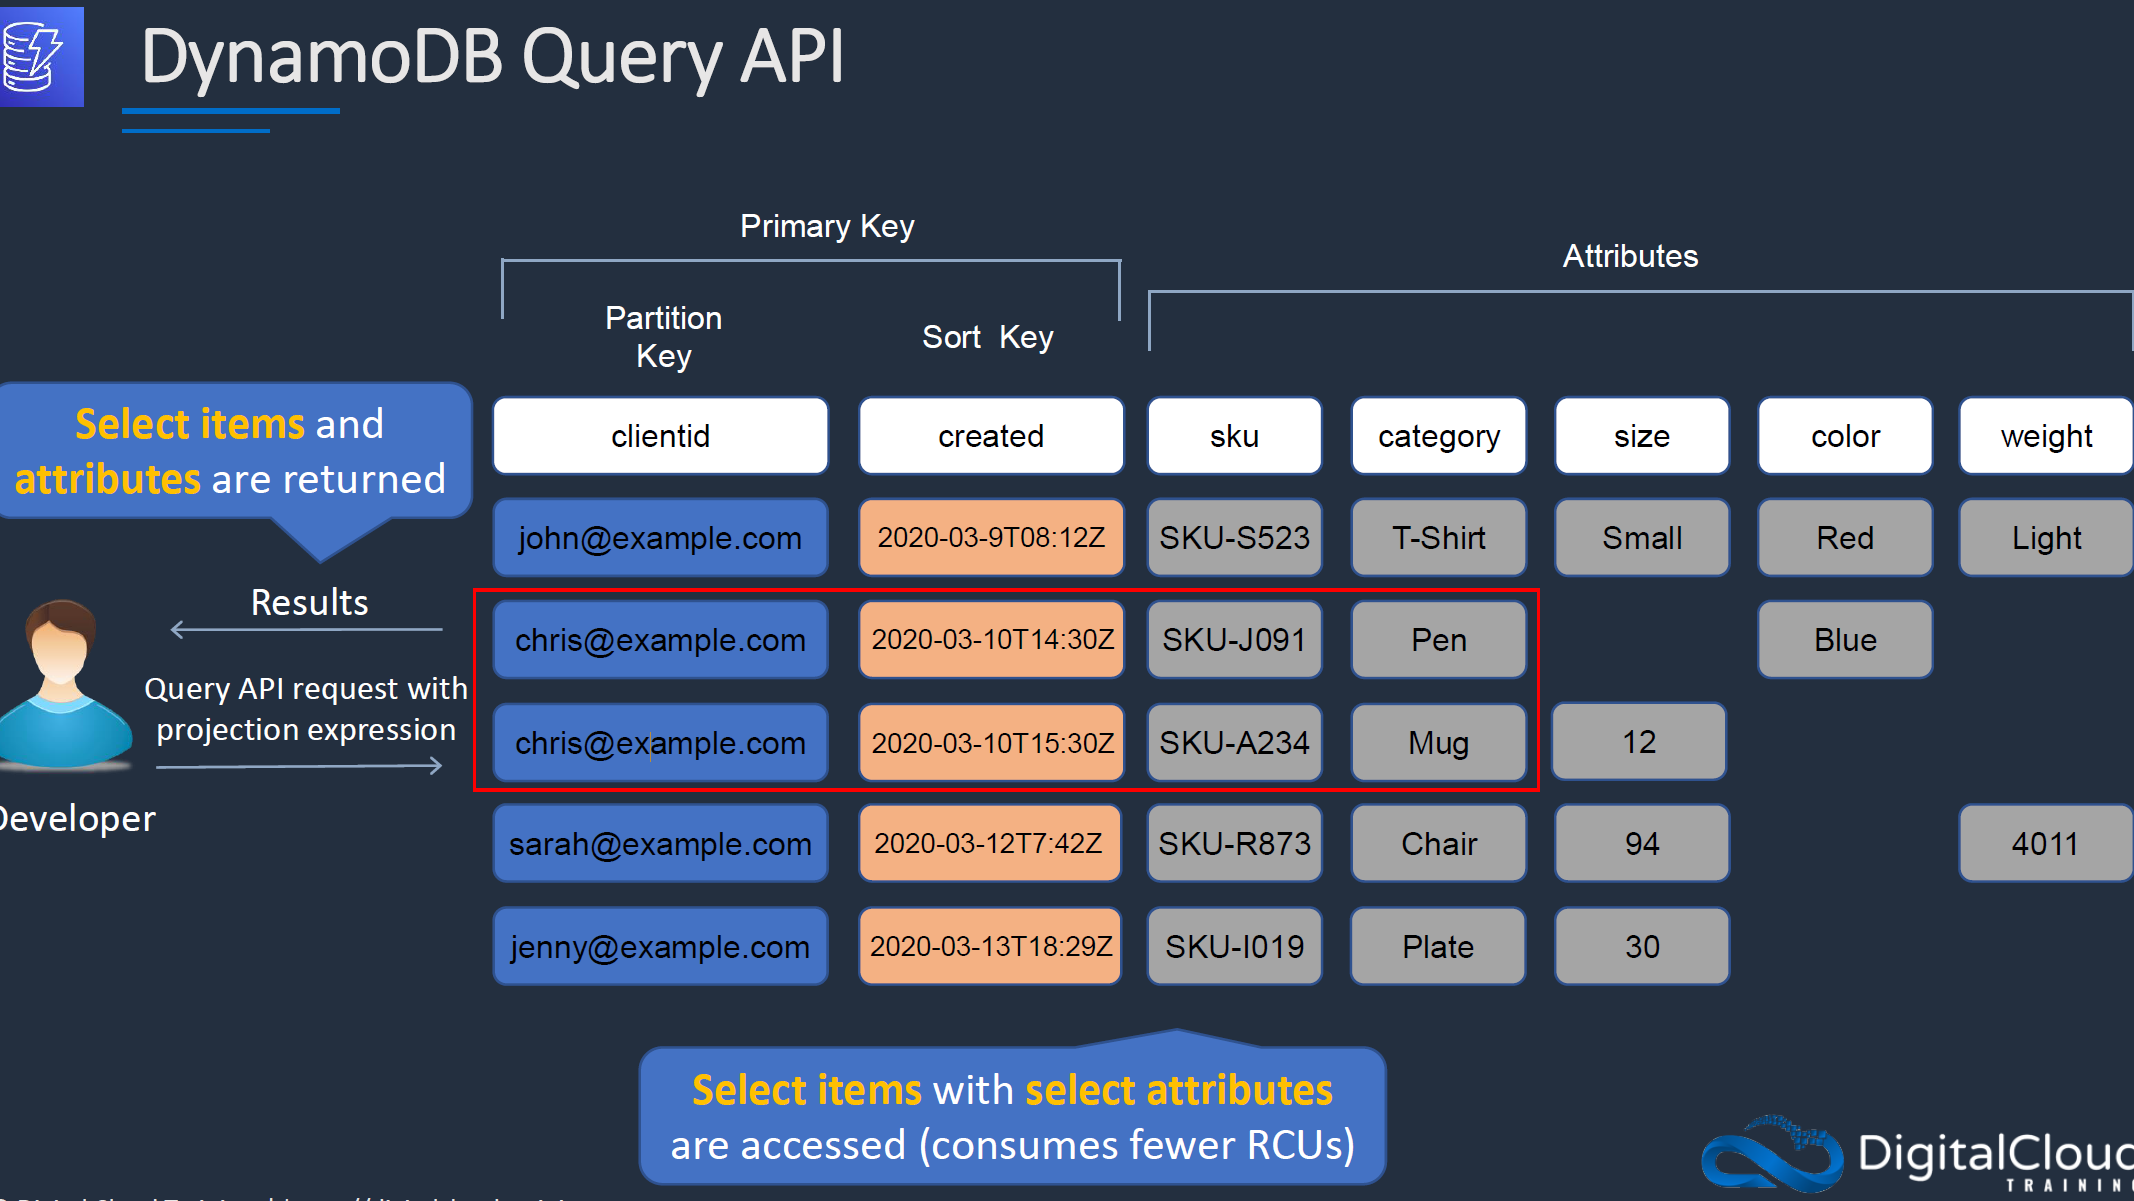 DynamoDB Query API
Primary Key
Attributes
Partition
Key
Sort Key
Select items and
attributes are returned
clientid created sku category size color weight
john@example.com 2020-03-9T08:12Z SKU-S523 T-Shirt Small Red Light
Results
chris@example.com 2020-03-10T14:30Z SKU-J091 Pen Blue
Query API request with
projection expression
chris@example.com 2020-03-10T15:30Z SKU-A234 Mug 12
Developer
sarah@example.com 2020-03-12T7:42Z SKU-R873 Chair 94 4011
jenny@example.com 2020-03-13T18:29Z SKU-I019 Plate 30
Select items with select attributes
are accessed (consumes fewer RCUs)
DigitalCloud
TRAINING